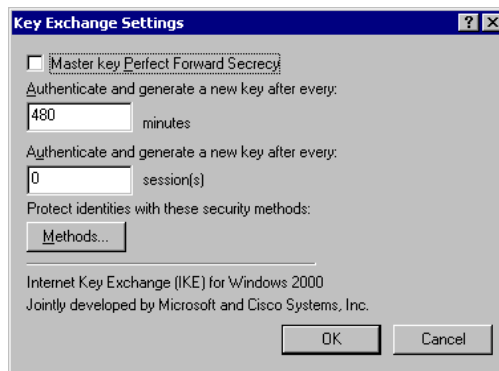 Key Exchange Settings
Master key Perfect Forward Secrecy
Authenticate and generate a new key after every:
480 minutes
Authenticate and generate a new key after every:
0 session(s)
Protect identities with these security methods:
Methods...
Internet Key Exchange (IKE) for Windows 2000
Jointly developed by Microsoft and Cisco Systems, Inc.
OK Cancel